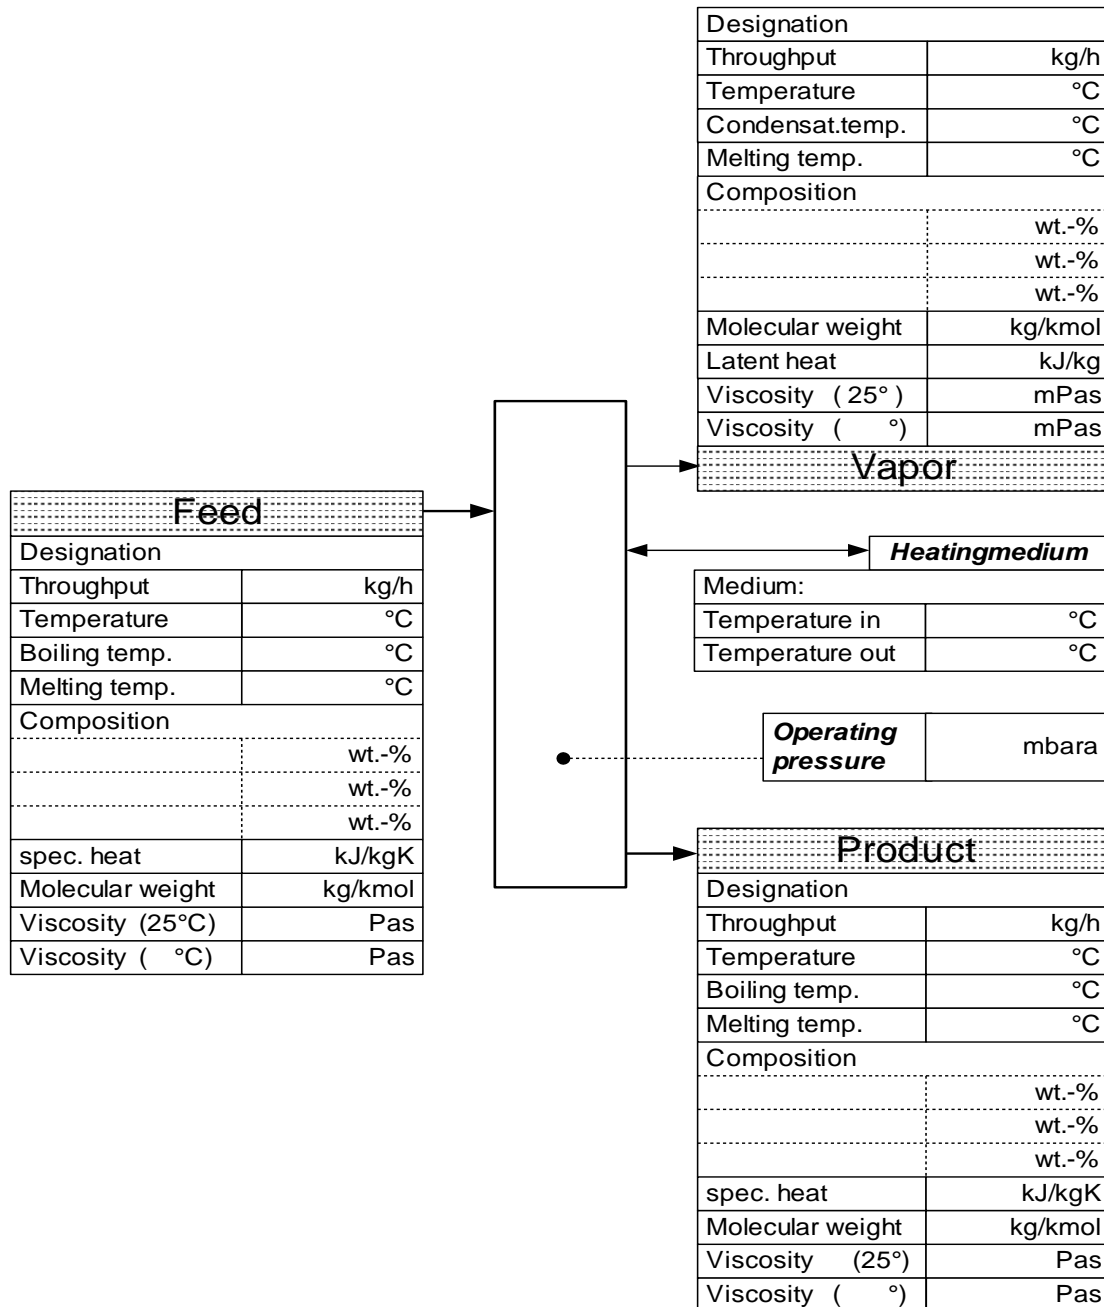 Designation
Throughput kg/h
Temperature °C
Condensat.temp. °C
Melting temp. °C
Composition
wt.-%
wt.-%
wt.-%
Molecular weight kg/kmol
Latent heat kJ/kg
Viscosity ( 25° ) mPas
Viscosity ( °) mPas
Vapor
Feed
Designation
Throughput kg/h
Temperature °C
Boiling temp. °C
Melting temp. °C
Composition
wt.-%
wt.-%
wt.-%
spec. heat kJ/kgK
Molecular weight kg/kmol
Viscosity (25°C) Pas
Viscosity ( °C) Pas
Heatingmedium
Medium:
Temperature in °C
Temperature out °C
Operating
pressure
mbara
Product
Designation
Throughput kg/h
Temperature °C
Boiling temp. °C
Melting temp. °C
Composition
wt.-%
wt.-%
wt.-%
spec. heat kJ/kgK
Molecular weight kg/kmol
Viscosity (25°) Pas
Viscosity ( °) Pas